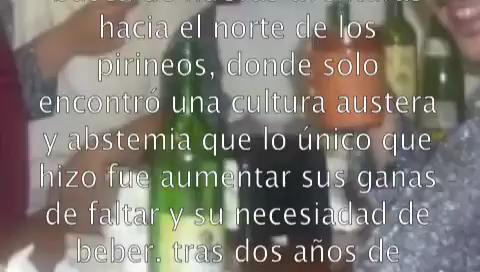 hacia el norte de los
pirineos, donde solo
encontró una cultura austera
y abstemia que lo único que
hizo fue aumentar sus ganas
de faltar y su necesiadad de
beber. tras dos años de